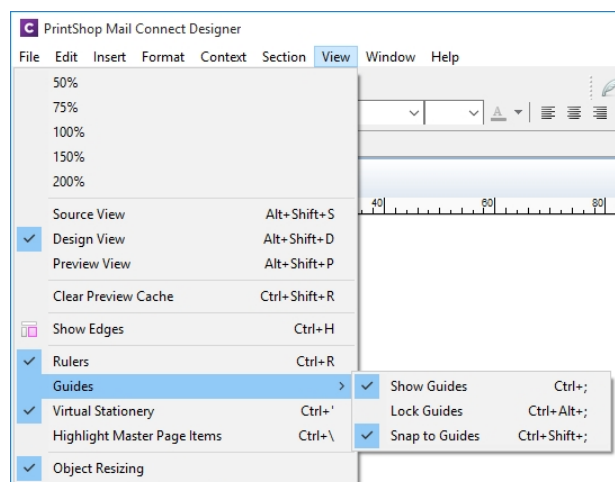 C PrintShop Mail Connect Designer
File Edit Insert Format Context Section View Window Help
50%
75%
100%
150%
200%
A
40 60 80
Source View Alt+Shift+S
Design View Alt+Shift+D
Preview View Alt+Shift+P
Clear Preview Cache Ctrl+Shift+R
Show Edges Ctrl+H
Rulers Ctrl+R
Guides >
Show Guides Ctrl+;
Virtual Stationery Ctrl+'
Lock Guides Ctrl+Alt+;
Highlight Master Page Items Ctrl+\
Snap to Guides Ctrl+Shift+;
Object Resizing